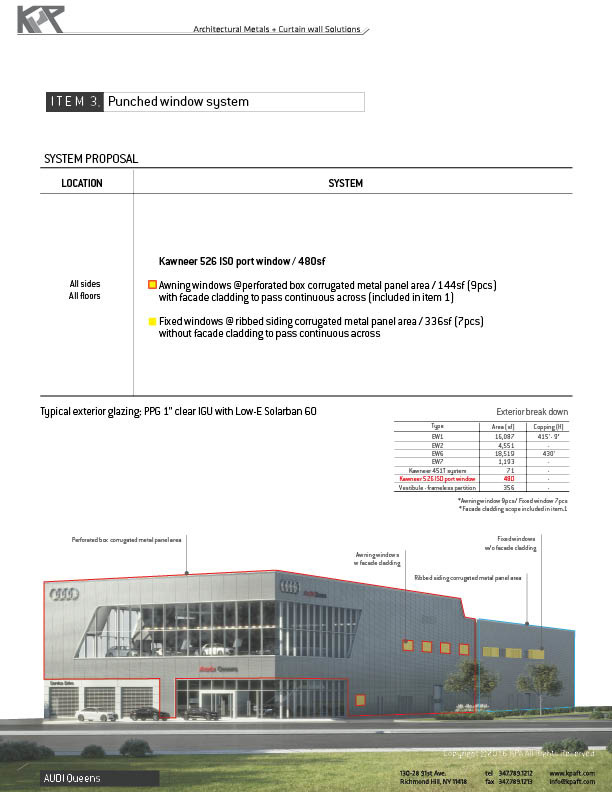 KPA
Architectural Metals + Curtain wall Solutions
ITEM 3. Punched window system
SYSTEM PROPOSAL
LOCATION SYSTEM
Kawneer 526 ISO port window / 480sf
All sides
All floors
Awning windows @perforated box corrugated metal panel area / 144sf (9pcs)
with facade cladding to pass continuous across (included in item 1)
Fixed windows @ ribbed siding corrugated metal panel area / 336sf (7pcs)
without facade cladding to pass continuous across
Typical exterior glazing; PPG 1" clear IGU with Low-E Solarban 60
Exterior break down
Type Area (sf) Copping (lf)
EW1 16,087 415'- 9"
EW2 4,551 -
EW6 18,519 430'
EW7 1,193 -
Kawneer 451T system 71 -
Kawneer 526 ISO port window 480 -
Vestibule - frameless partition 356 -
*Awning window 9pcs/ Fixed window 7pcs
*Facade cladding scope included in item.1
Perforated box corrugated metal panel area
Fixed windows
w/o facade cladding
Awning windows
w facade cladding
Ribbed siding corrugated metal panel area
Audi Queens
Service Drive
AUDI Queens
Copyright © 2016 KPA All Rights Reserved
130-28 91st Ave.
Richmond Hill, NY 11418
tel 347.789.1212
fax 347.789.1213
www.kpaft.com
info@kpaft.com